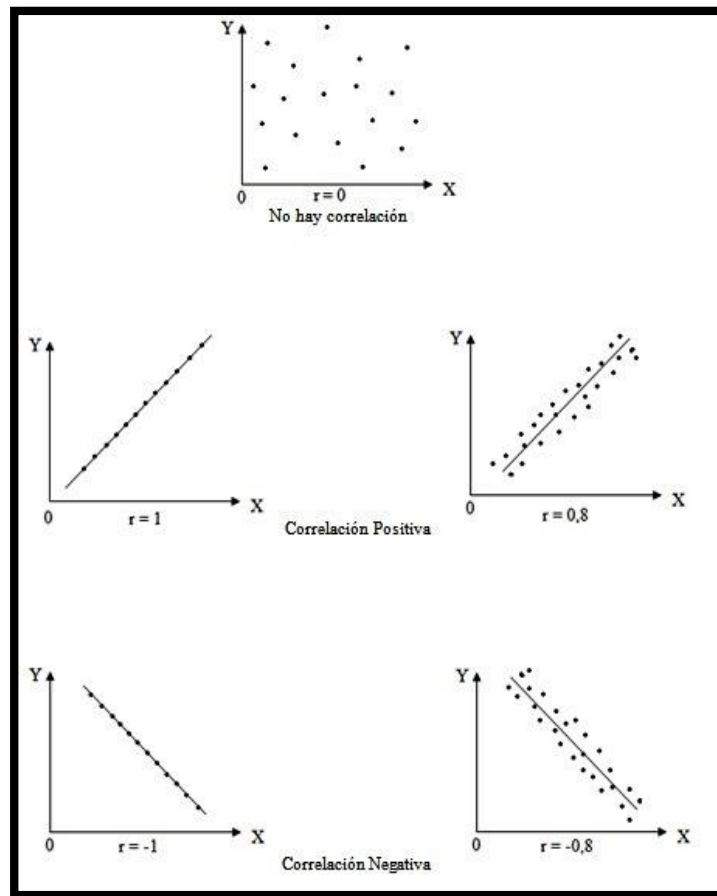 Y
0
X
r = 0
No hay correlación
Y
0
X
r = 1
Y
0
X
r = 0,8
Correlación Positiva
Y
0
X
r = -1
Y
0
X
r = -0,8
Correlación Negativa